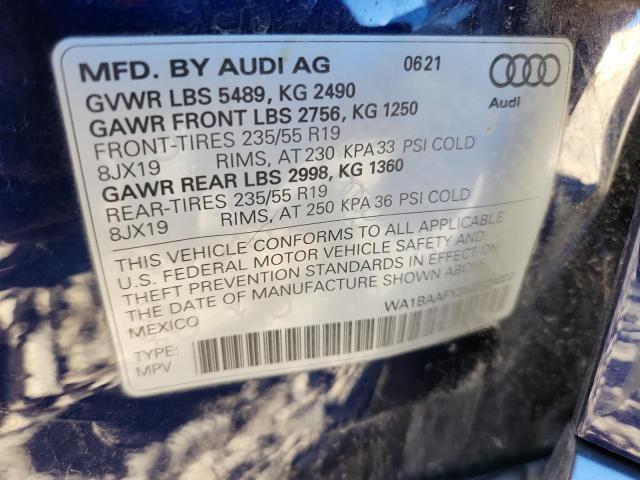 MFD. BY AUDI AG 0621
GVWR LBS 5489, KG 2490
Audi
GAWR FRONT LBS 2756, KG 1250
FRONT-TIRES 235/55 R19
8JX19 RIMS, AT 230 KPA 33 PSI COLD
GAWR REAR LBS 2998, KG 1360
REAR-TIRES 235/55 R19
8JX19 RIMS, AT 250 KPA 36 PSI COLD
THIS VEHICLE CONFORMS TO ALL APPLICABLE
U.S. FEDERAL MOTOR VEHICLE SAFETY AND
THEFT PREVENTION STANDARDS IN EFFECT ON
THE DATE OF MANUFACTURE SHOWN ABOVE.
MEXICO
TYPE:
MPV